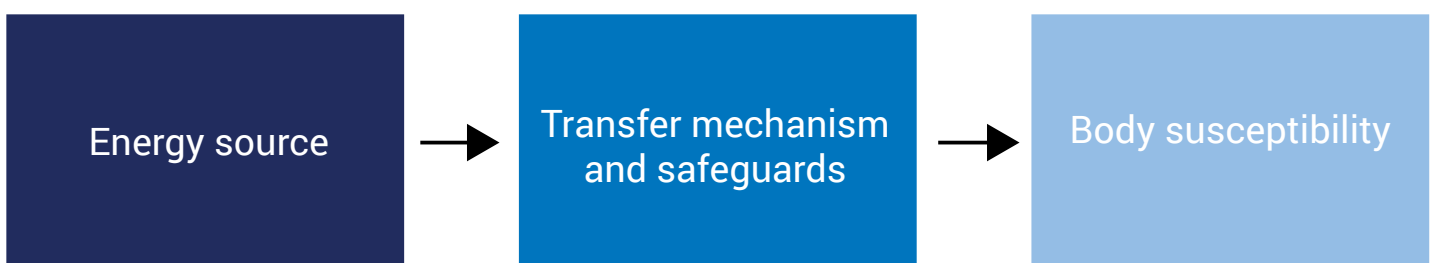 Energy source
Transfer mechanism
and safeguards
Body susceptibility